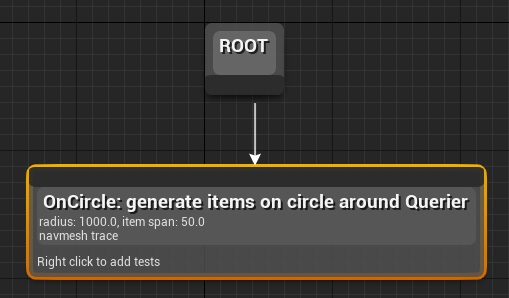 ROOT
OnCircle: generate items on circle around Querier
radius: 1000.0, item span: 50.0
navmesh trace
Right click to add tests